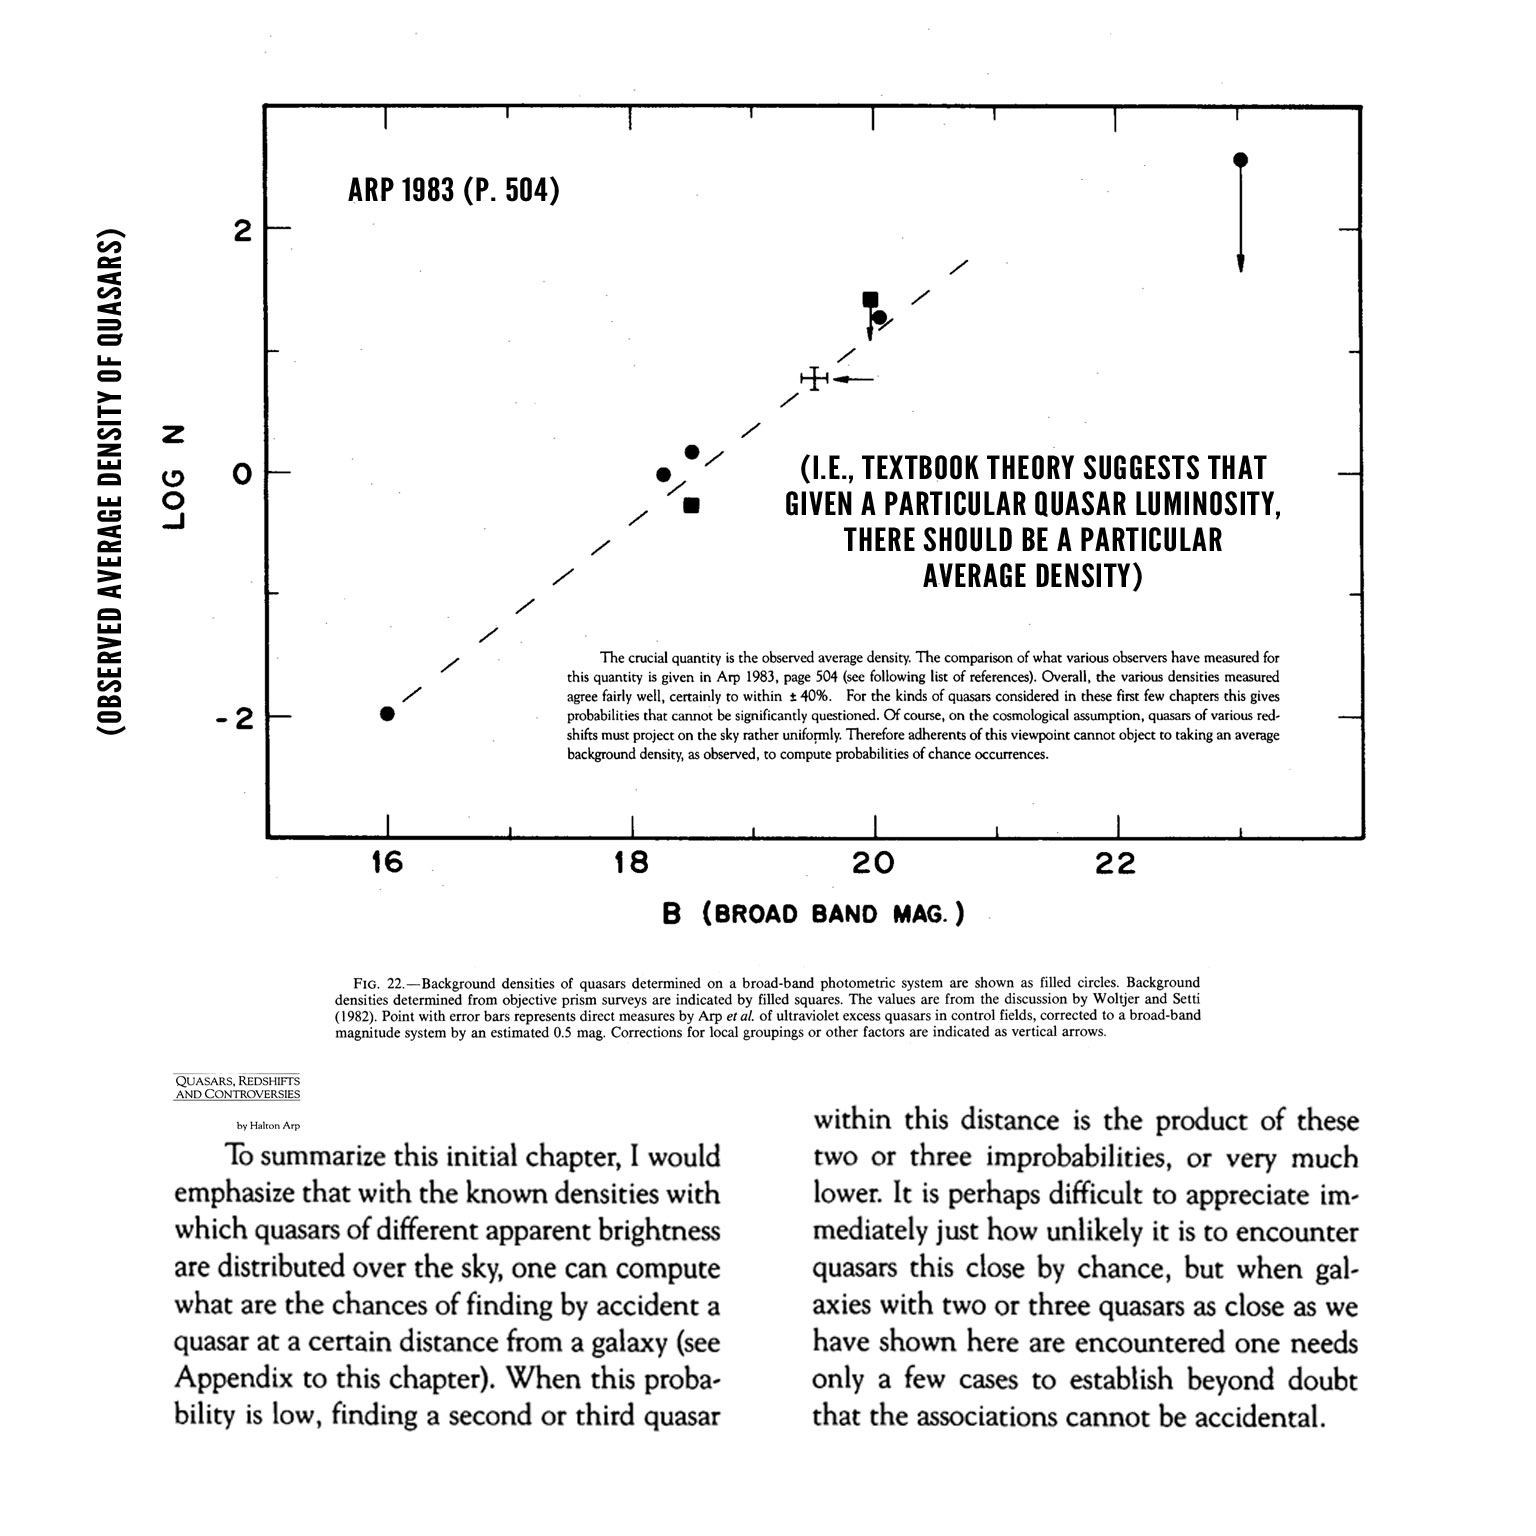 ARP 1983 (P. 504)
(OBSERVED AVERAGE DENSITY OF QUASARS)
LOG N
2
0
-2
(I.E., TEXTBOOK THEORY SUGGESTS THAT
GIVEN A PARTICULAR QUASAR LUMINOSITY,
THERE SHOULD BE A PARTICULAR
AVERAGE DENSITY)
The crucial quantity is the observed average density. The comparison of what various observers have measured for
this quantity is given in Arp 1983, page 504 (see following list of references). Overall, the various densities measured
agree fairly well, certainly to within ± 40%. For the kinds of quasars considered in these first few chapters this gives
probabilities that cannot be significantly questioned. Of course, on the cosmological assumption, quasars of various red-
shifts must project on the sky rather uniformly. Therefore adherents of this viewpoint cannot object to taking an average
background density, as observed, to compute probabilities of chance occurrences.
16 18 20 22
B (BROAD BAND MAG.)
FIG. 22.—Background densities of quasars determined on a broad-band photometric system are shown as filled circles. Background
densities determined from objective prism surveys are indicated by filled squares. The values are from the discussion by Woltjer and Setti
(1982). Point with error bars represents direct measures by Arp et al. of ultraviolet excess quasars in control fields, corrected to a broad-band
magnitude system by an estimated 0.5 mag. Corrections for local groupings or other factors are indicated as vertical arrows.
QUASARS, REDSHIFTS
AND CONTROVERSIES
by Halton Arp
To summarize this initial chapter, I would
emphasize that with the known densities with
which quasars of different apparent brightness
are distributed over the sky, one can compute
what are the chances of finding by accident a
quasar at a certain distance from a galaxy (see
Appendix to this chapter). When this proba-
bility is low, finding a second or third quasar
within this distance is the product of these
two or three improbabilities, or very much
lower. It is perhaps difficult to appreciate im-
mediately just how unlikely it is to encounter
quasars this close by chance, but when gal-
axies with two or three quasars as close as we
have shown here are encountered one needs
only a few cases to establish beyond doubt
that the associations cannot be accidental.